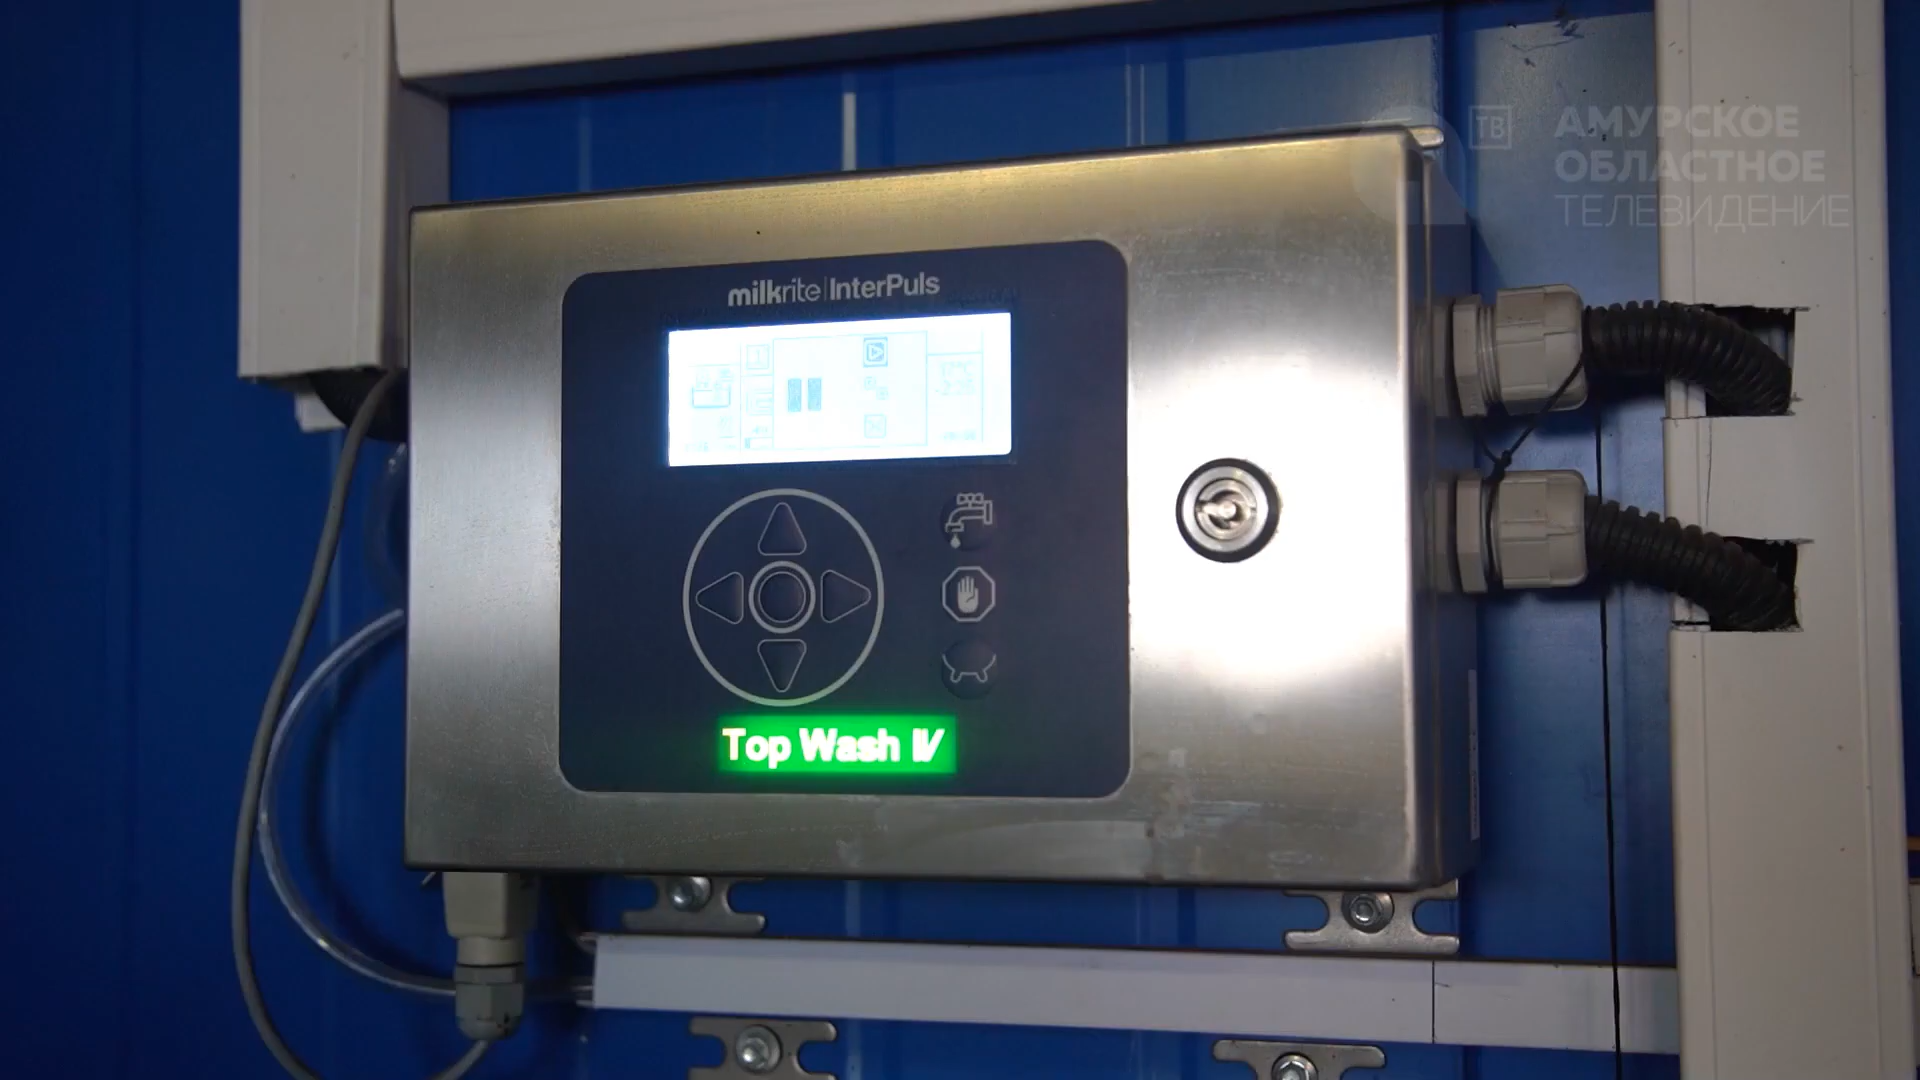 ТВ
АМУРСКОЕ
ОБЛАСТНОЕ
ТЕЛЕВИДЕНИЕ
milkrite | InterPuls
Top Wash IV